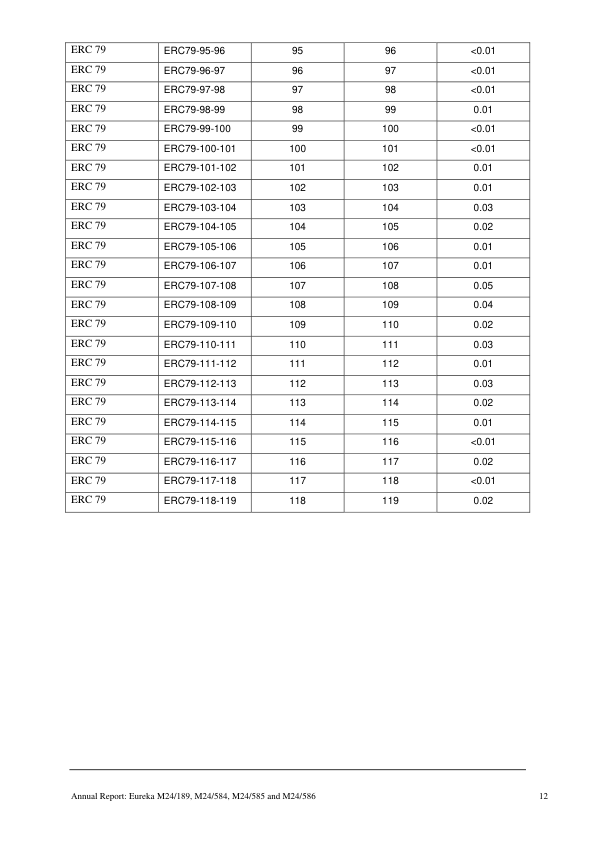 ERC 79 ERC79-95-96 95 96 <0.01
ERC 79 ERC79-96-97 96 97 <0.01
ERC 79 ERC79-97-98 97 98 <0.01
ERC 79 ERC79-98-99 98 99 0.01
ERC 79 ERC79-99-100 99 100 <0.01
ERC 79 ERC79-100-101 100 101 <0.01
ERC 79 ERC79-101-102 101 102 0.01
ERC 79 ERC79-102-103 102 103 0.01
ERC 79 ERC79-103-104 103 104 0.03
ERC 79 ERC79-104-105 104 105 0.02
ERC 79 ERC79-105-106 105 106 0.01
ERC 79 ERC79-106-107 106 107 0.01
ERC 79 ERC79-107-108 107 108 0.05
ERC 79 ERC79-108-109 108 109 0.04
ERC 79 ERC79-109-110 109 110 0.02
ERC 79 ERC79-110-111 110 111 0.03
ERC 79 ERC79-111-112 111 112 0.01
ERC 79 ERC79-112-113 112 113 0.03
ERC 79 ERC79-113-114 113 114 0.02
ERC 79 ERC79-114-115 114 115 0.01
ERC 79 ERC79-115-116 115 116 <0.01
ERC 79 ERC79-116-117 116 117 0.02
ERC 79 ERC79-117-118 117 118 <0.01
ERC 79 ERC79-118-119 118 119 0.02
Annual Report: Eureka M24/189, M24/584, M24/585 and M24/586 12